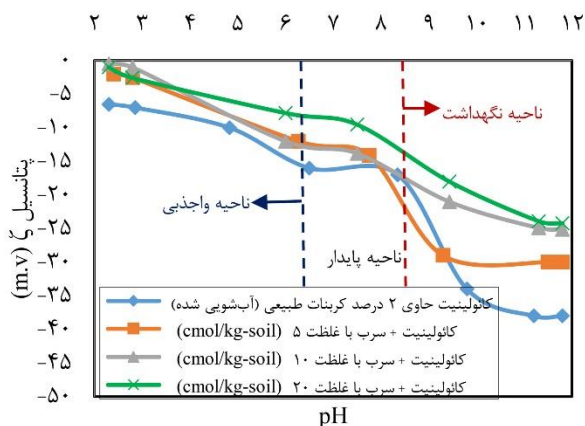 ۲ ۳ ۴ ۵ ۶ ۷ ۸ ۹ ۱۰ ۱۱ ۱۲
۰
-۵
-۱۰
-۱۵
-۲۰
-۲۵
-۳۰
-۳۵
-۴۰
-۴۵
-۵۰
پتانسیل ζ (m.v)
ناحیه نگهداشت
ناحیه واجذبی
ناحیه پایدار
کائولینیت حاوی ۲ درصد کربنات طبیعی (آب‌شویی شده)
کائولینیت + سرب با غلظت ۵ (cmol/kg-soil)
کائولینیت + سرب با غلظت ۱۰ (cmol/kg-soil)
کائولینیت + سرب با غلظت ۲۰ (cmol/kg-soil)
pH